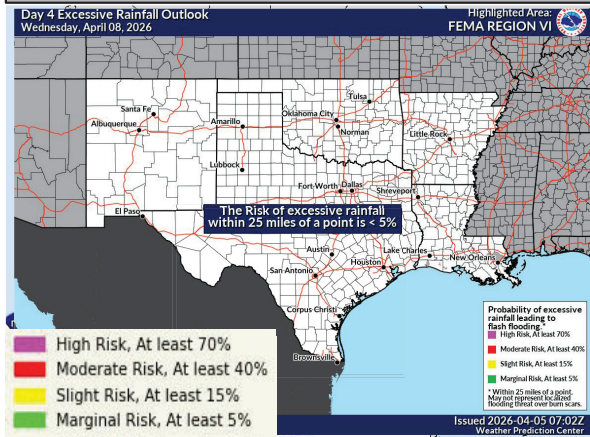 Day 4 Excessive Rainfall Outlook
Wednesday, April 08, 2026
Highlighted Area:
FEMA REGION VI
Tulsa
Santa Fe
Oklahoma City
Albuquerque
Amarillo
Norman
Little Rock
Lubbock
Fort Worth
Dallas
Shreveport
El Paso
The Risk of excessive rainfall
within 25 miles of a point is < 5%
Austin
Lake Charles
Houston
New Orleans
San Antonio
Corpus Christi
Brownsville
Probability of excessive
rainfall leading to
flash flooding.*
High Risk, At least 70%
Moderate Risk, At least 40%
Slight Risk, At least 15%
Marginal Risk, At least 5%
* Within 25 miles of a point.
May not represent localized
flooding threat over burn scars.
High Risk, At least 70%
Moderate Risk, At least 40%
Slight Risk, At least 15%
Marginal Risk, At least 5%
Issued 2026-04-05 07:02Z
Weather Prediction Center